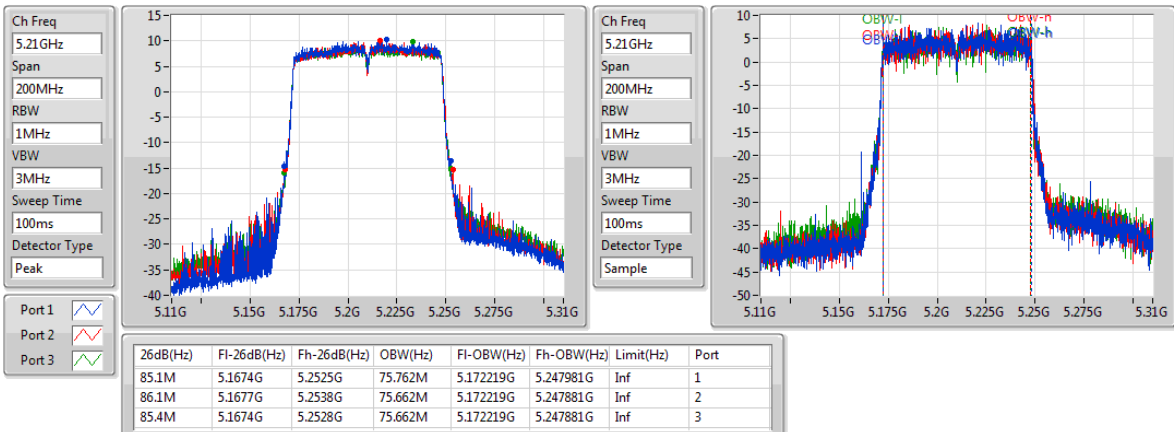 Ch Freq
5.21GHz
Span
200MHz
RBW
1MHz
VBW
3MHz
Sweep Time
100ms
Detector Type
Peak
Port 1
Port 2
Port 3
15
10
5
0
-5
-10
-15
-20
-25
-30
-35
-40
5.11G 5.15G 5.175G 5.2G 5.225G 5.25G 5.275G 5.31G
Ch Freq
5.21GHz
Span
200MHz
RBW
1MHz
VBW
3MHz
Sweep Time
100ms
Detector Type
Sample
10
5
0
-5
-10
-15
-20
-25
-30
-35
-40
-45
-50
OBW-l OBW-h
OBW-h
5.11G 5.15G 5.175G 5.2G 5.225G 5.25G 5.275G 5.31G
26dB(Hz) Fl-26dB(Hz) Fh-26dB(Hz) OBW(Hz) Fl-OBW(Hz) Fh-OBW(Hz) Limit(Hz) Port
85.1M 5.1674G 5.2525G 75.762M 5.172219G 5.247981G Inf 1
86.1M 5.1677G 5.2538G 75.662M 5.172219G 5.247881G Inf 2
85.4M 5.1674G 5.2528G 75.662M 5.172219G 5.247881G Inf 3